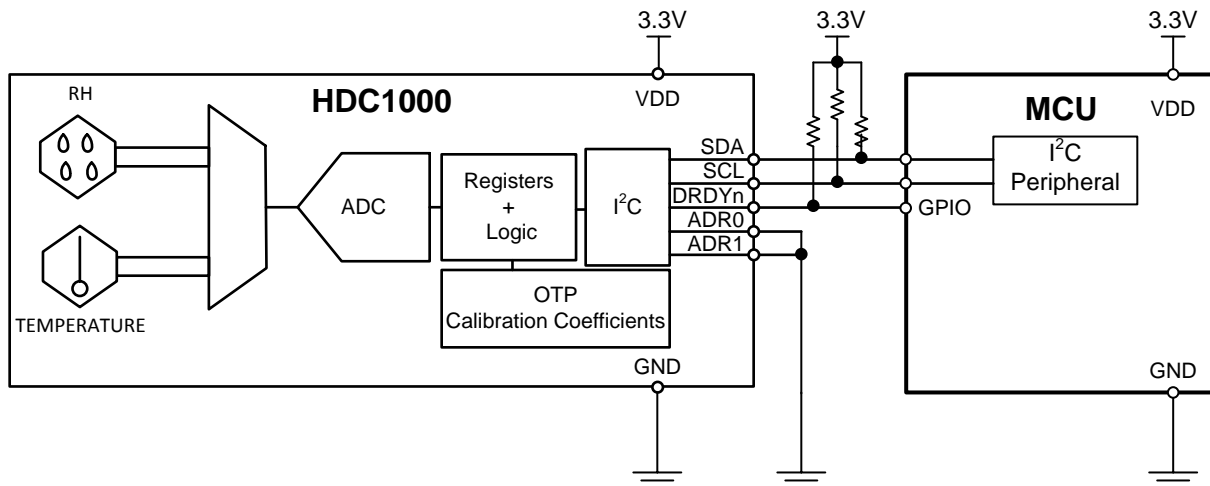 3.3V
3.3V
3.3V
RH
HDC1000
VDD
MCU
VDD
SDA
SCL
DRDYn
ADR0
ADR1
GPIO
I²C
Peripheral
ADC
Registers
+
Logic
I²C
OTP
Calibration Coefficients
TEMPERATURE
GND
GND